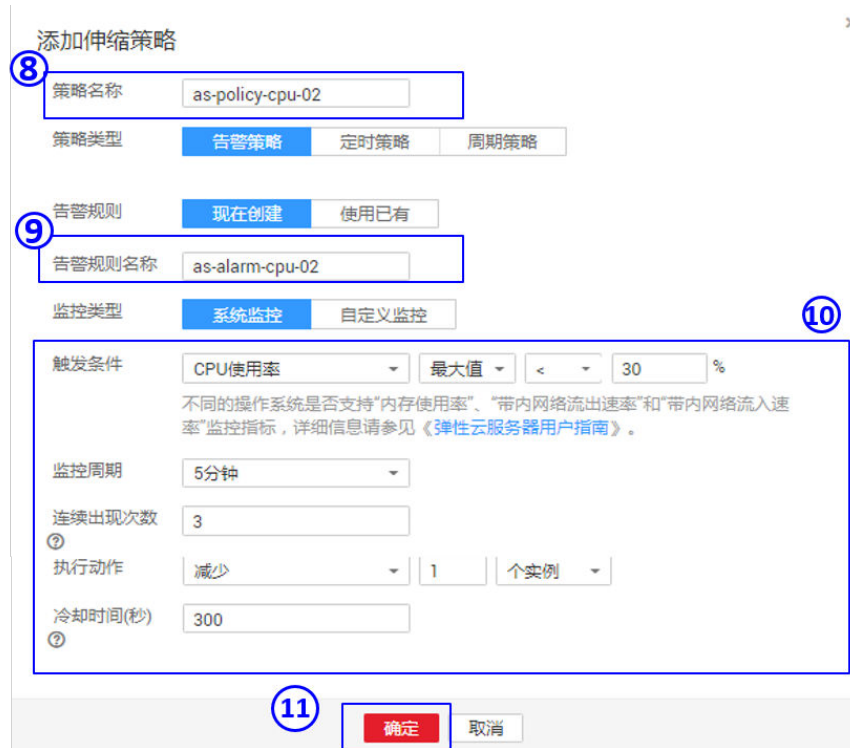 添加伸缩策略
⑧
策略名称 as-policy-cpu-02
策略类型 告警策略 定时策略 周期策略
告警规则 现在创建 使用已有
⑨
告警规则名称 as-alarm-cpu-02
监控类型 系统监控 自定义监控
⑩
触发条件 CPU使用率 最大值 < 30 %
不同的操作系统是否支持“内存使用率”、“带内网络流出速率”和“带内网络流入速
率”监控指标，详细信息请参见《弹性云服务器用户指南》。
监控周期 5分钟
连续出现次数 3
?
执行动作 减少 1 个实例
冷却时间(秒) 300
?
⑪
确定 取消